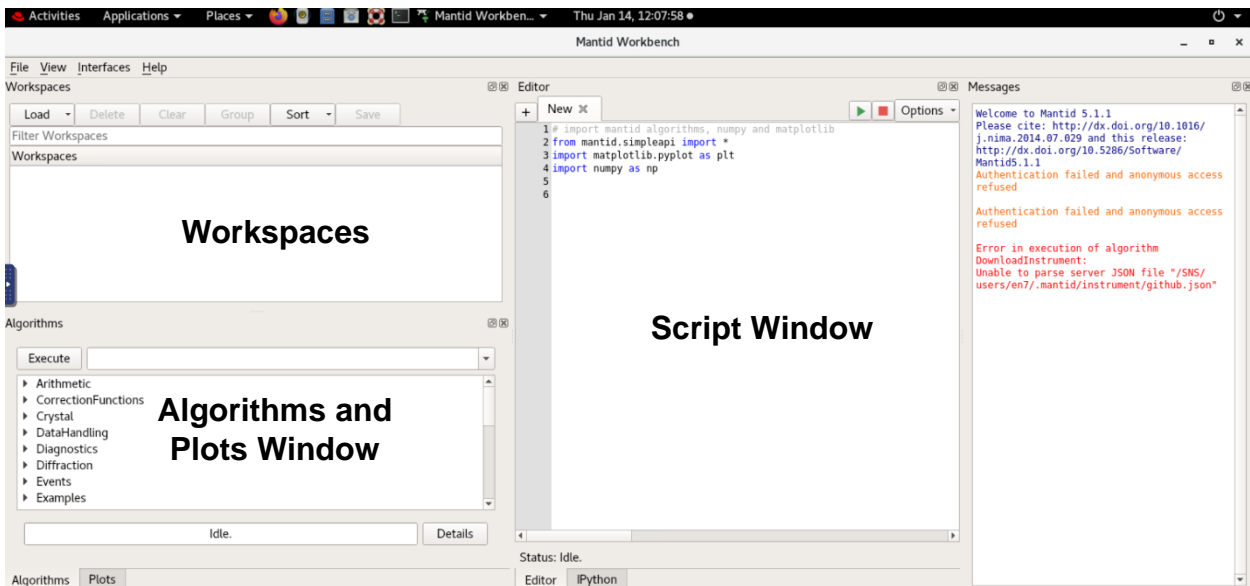 Activities Applications Places Mantid Workben... Thu Jan 14, 12:07:58
Mantid Workbench
File View Interfaces Help
Workspaces
Load Delete Clear Group Sort Save
Filter Workspaces
Workspaces
Workspaces
Algorithms
Execute
Arithmetic
CorrectionFunctions
Crystal
DataHandling
Diagnostics
Diffraction
Events
Examples
Algorithms and
Plots Window
Idle.
Details
Algorithms Plots
Editor
+ New
Options
1 # import mantid algorithms, numpy and matplotlib
2 from mantid.simpleapi import *
3 import matplotlib.pyplot as plt
4 import numpy as np
5
6
Script Window
Status: Idle.
Editor IPython
Messages
Welcome to Mantid 5.1.1
Please cite: http://dx.doi.org/10.1016/
j.nima.2014.07.029 and this release:
http://dx.doi.org/10.5286/Software/
Mantid5.1.1
Authentication failed and anonymous access
refused
Authentication failed and anonymous access
refused
Error in execution of algorithm
DownloadInstrument:
Unable to parse server JSON file "/SNS/
users/en7/.mantid/instrument/github.json"